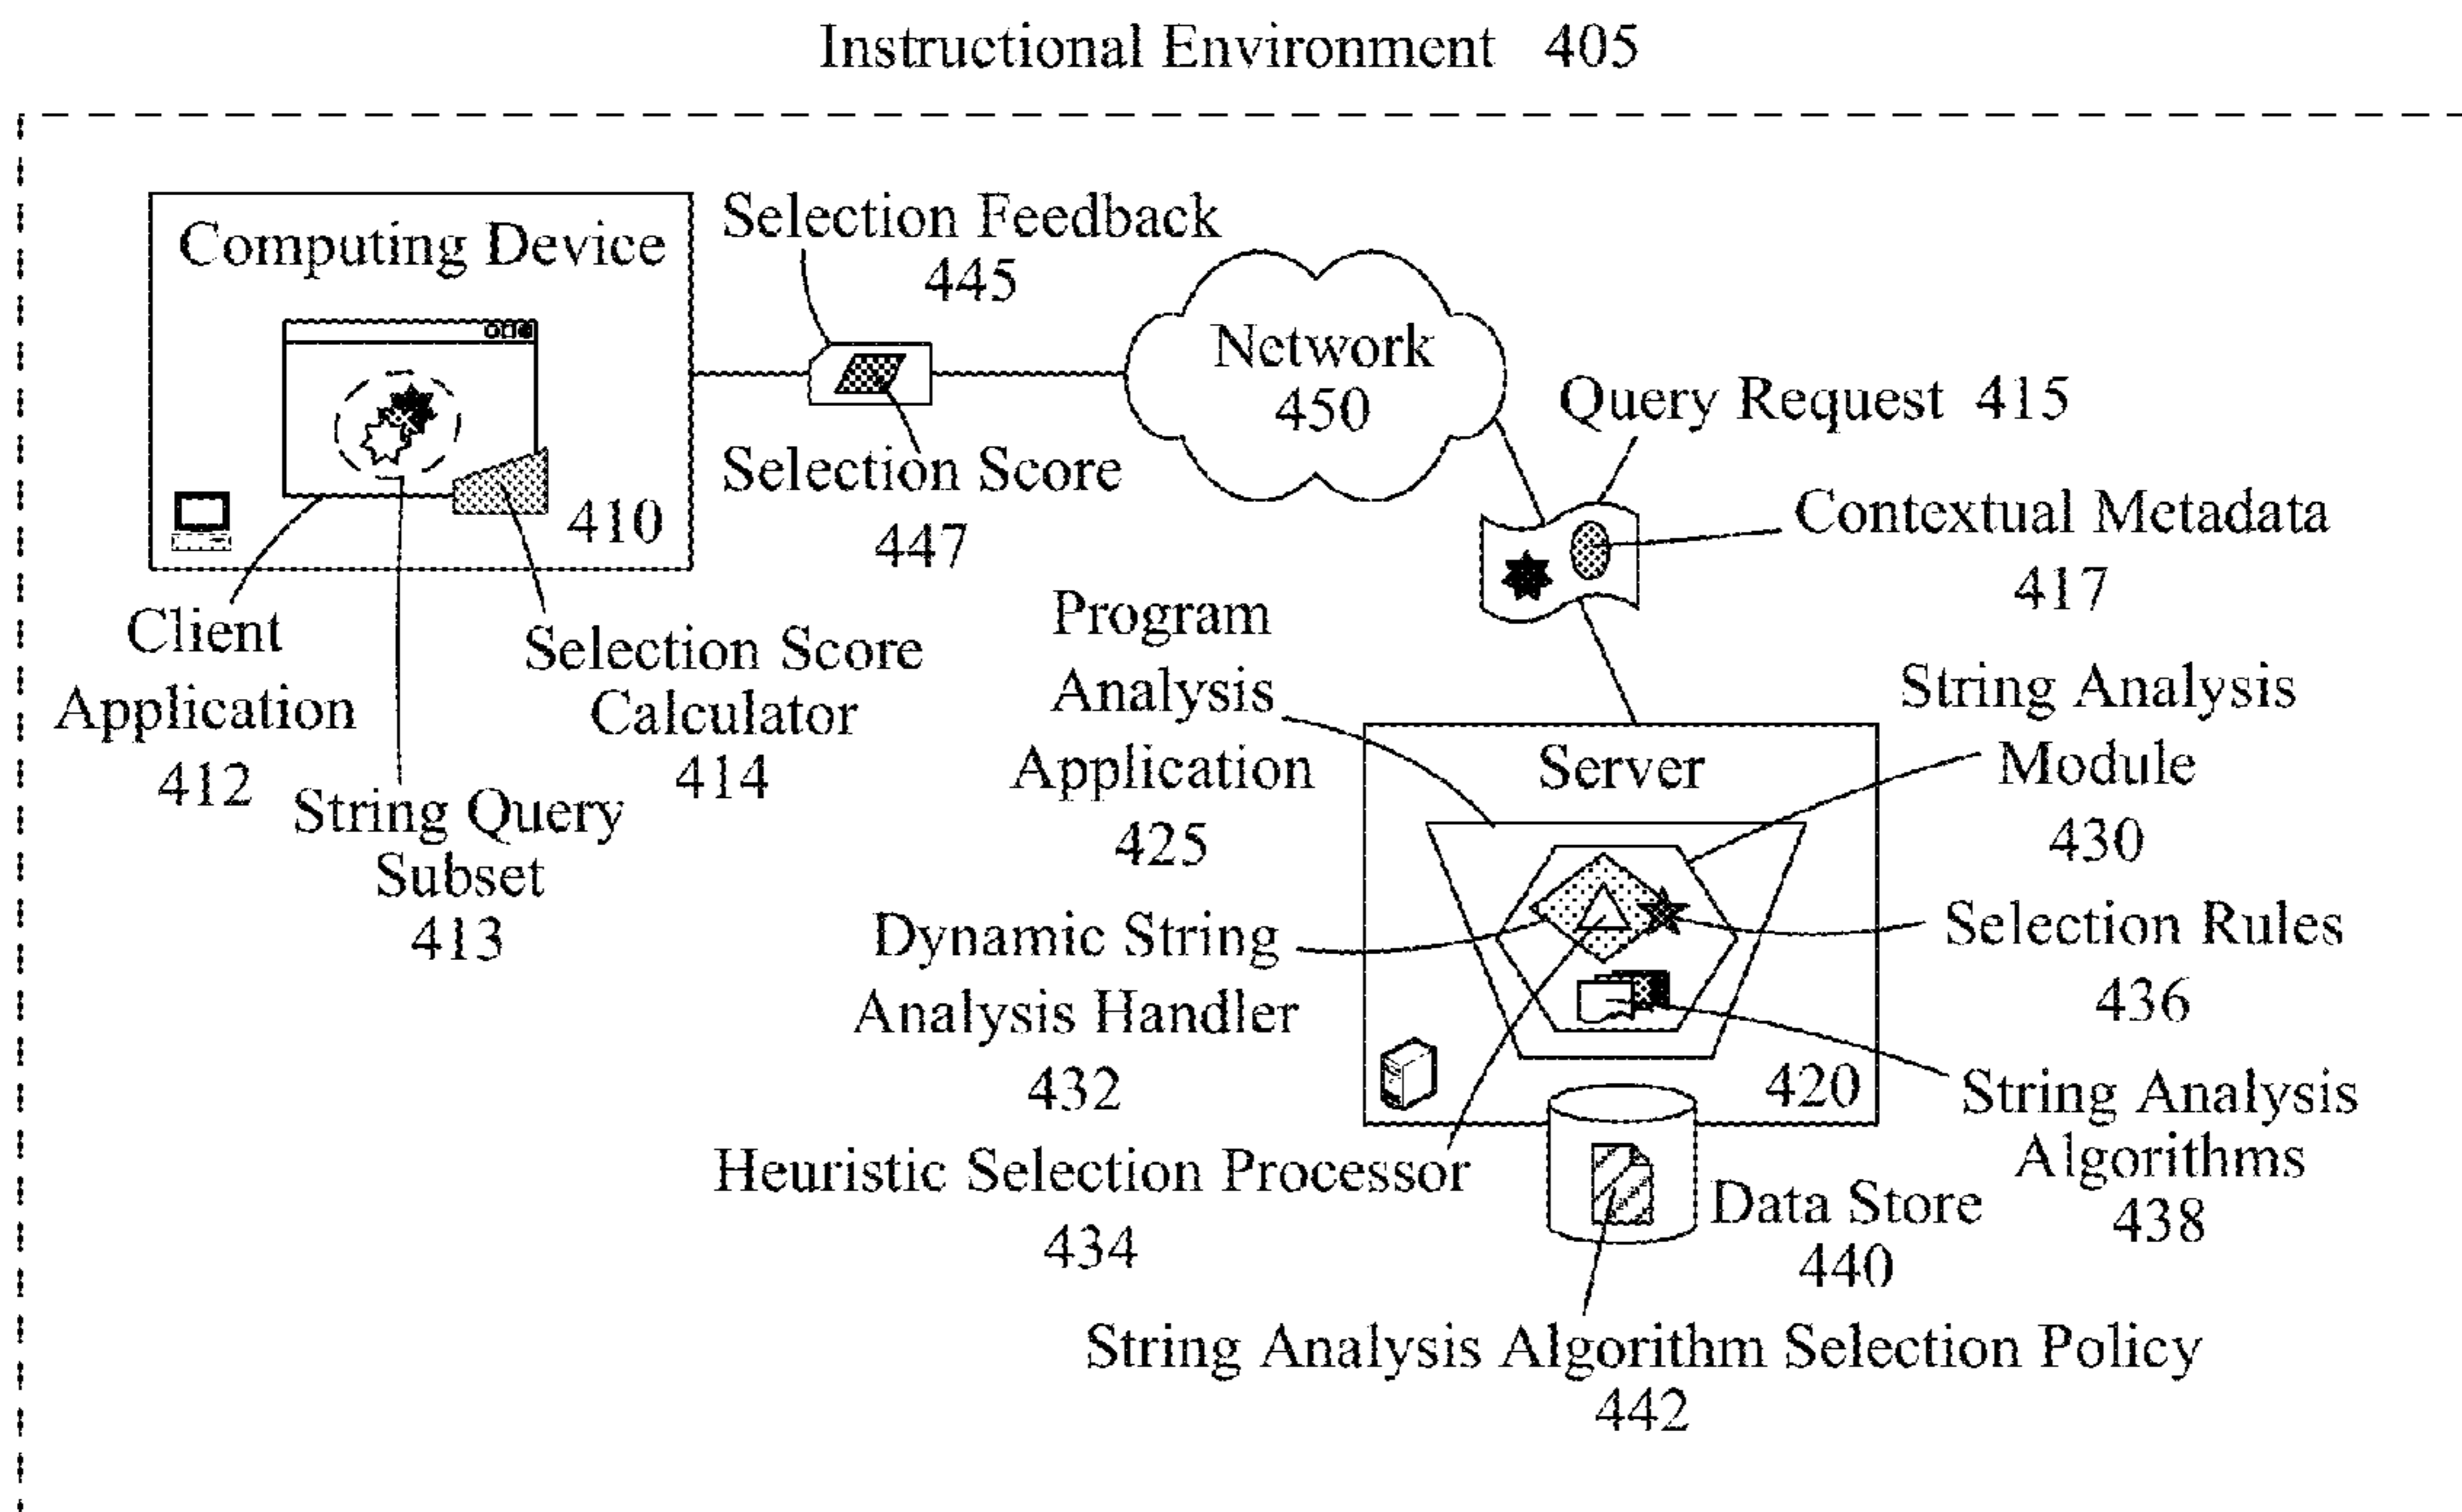 Instructional Environment 405
Computing Device
410
Selection Feedback
445
Selection Score
447
Network
450
Query Request 415
Contextual Metadata
417
Client
Application
412
String Query
Subset
413
Selection Score
Calculator
414
Program
Analysis
Application
425
Server
420
String Analysis
Module
430
Dynamic String
Analysis Handler
432
Selection Rules
436
Heuristic Selection Processor
434
String Analysis
Algorithms
438
Data Store
440
String Analysis Algorithm Selection Policy
442